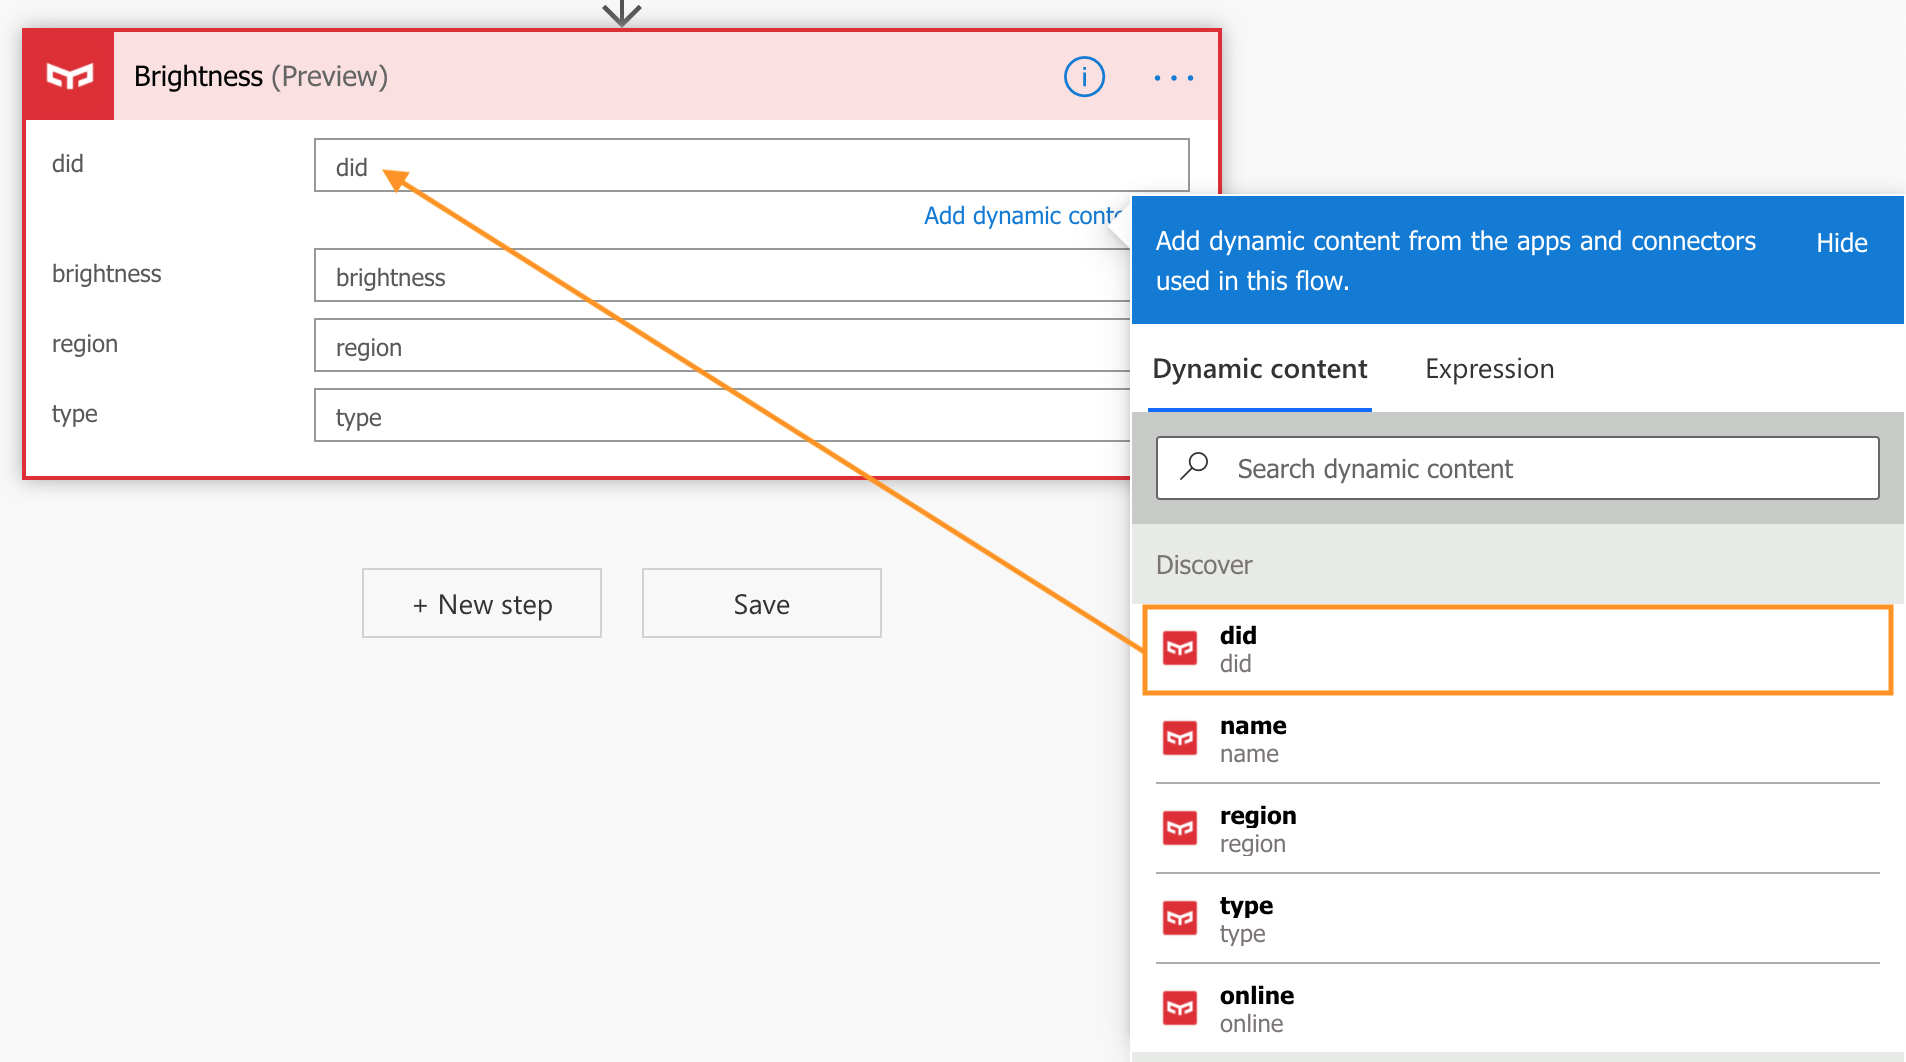 Brightness (Preview)
did
did
Add dynamic conte
brightness
brightness
region
region
type
type
+ New step
Save
Add dynamic content from the apps and connectors
used in this flow.
Hide
Dynamic content
Expression
Search dynamic content
Discover
did
did
name
name
region
region
type
type
online
online